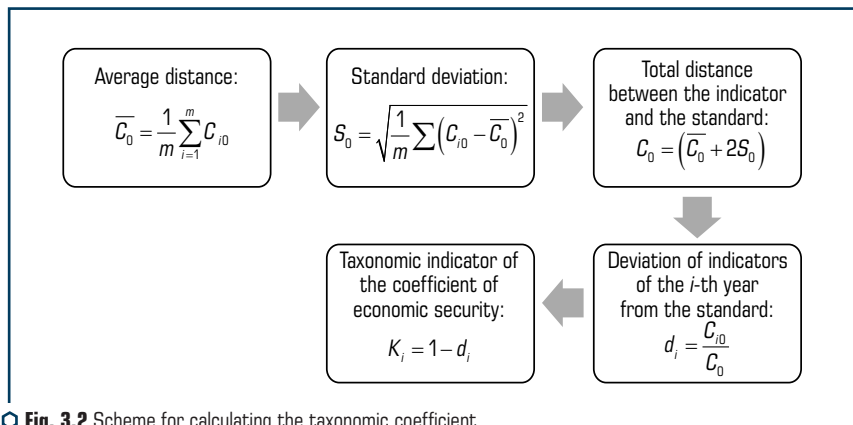 Average distance:
C̅₀ = 1/m ∑ᵢ₌₁ᵐ Cᵢ₀
Standard deviation:
S₀ = √(1/m ∑(Cᵢ₀ − C̅₀)²)
Total distance
between the indicator
and the standard:
C₀ = (C̅₀ + 2S₀)
Taxonomic indicator of
the coefficient of
economic security:
Kᵢ = 1 − dᵢ
Deviation of indicators
of the i-th year
from the standard:
dᵢ = Cᵢ₀/C₀
Fig. 3.2 Scheme for calculating the taxonomic coefficient